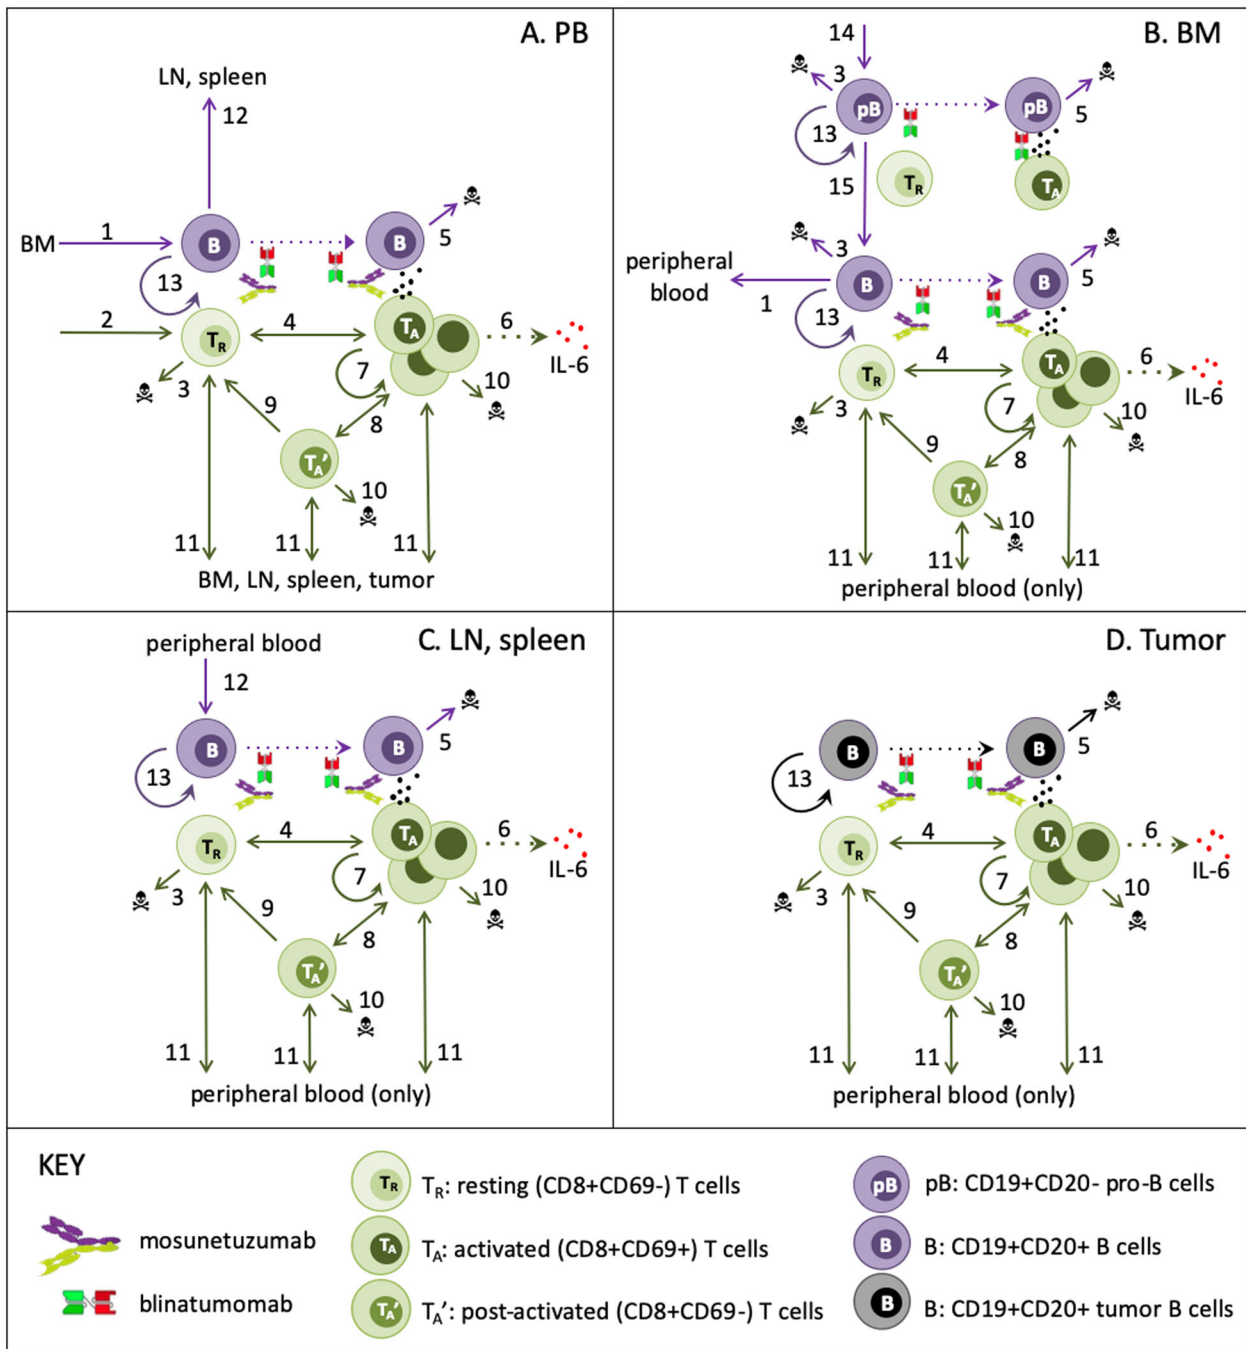 A. PB
LN, spleen
12
B
B
5
BM
1
13
2
4
6
TR
TA
IL-6
3
7
10
9
8
TA′
10
11
11
11
BM, LN, spleen, tumor
B. BM
14
3
pB
pB
5
13
15
TR
TA
3
peripheral
blood
B
B
5
1
13
4
6
TR
TA
IL-6
3
7
10
9
8
TA′
10
11
11
11
peripheral blood (only)
C. LN, spleen
peripheral blood
12
B
B
5
13
4
6
TR
TA
IL-6
3
7
10
9
8
TA′
10
11
11
11
peripheral blood (only)
D. Tumor
B
B
5
13
4
6
TR
TA
IL-6
3
7
10
9
8
TA′
10
11
11
11
peripheral blood (only)
KEY
mosunetuzumab
blinatumomab
TR
TR: resting (CD8+CD69-) T cells
TA
TA: activated (CD8+CD69+) T cells
TA′
TA′: post-activated (CD8+CD69-) T cells
pB
pB: CD19+CD20- pro-B cells
B
B: CD19+CD20+ B cells
B
B: CD19+CD20+ tumor B cells